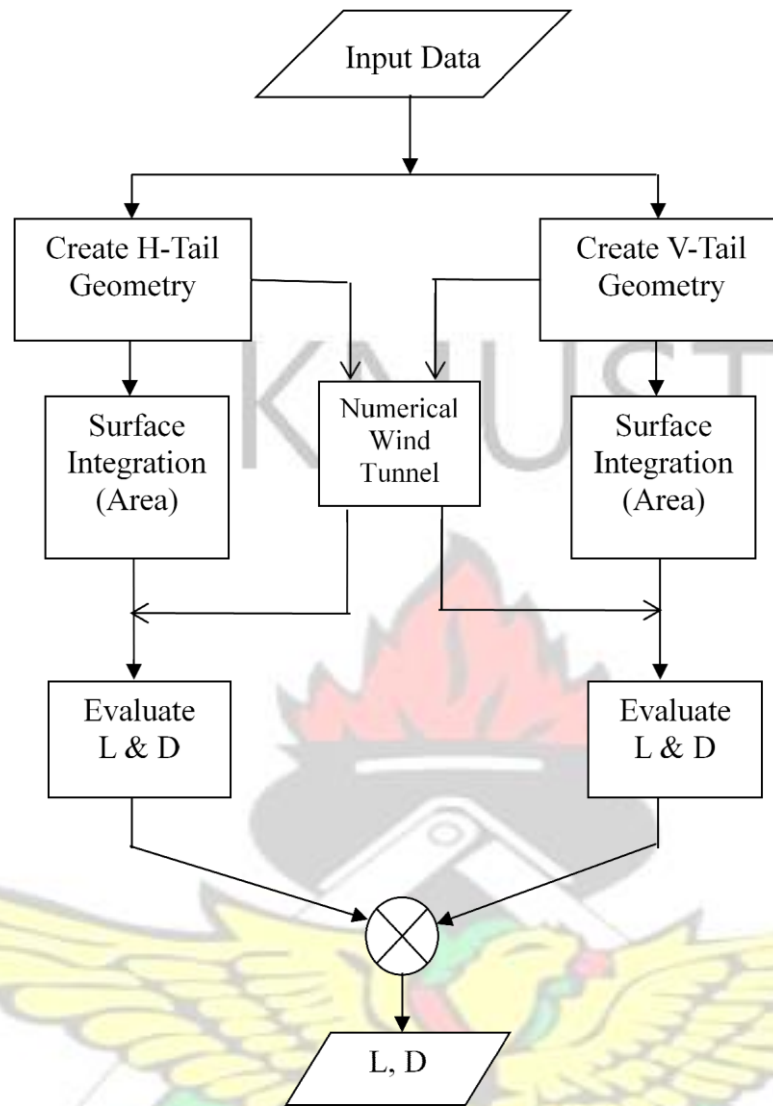 Input Data
Create H-Tail
Geometry
Create V-Tail
Geometry
KNUST
Surface
Integration
(Area)
Numerical
Wind
Tunnel
Surface
Integration
(Area)
Evaluate
L & D
Evaluate
L & D
L, D